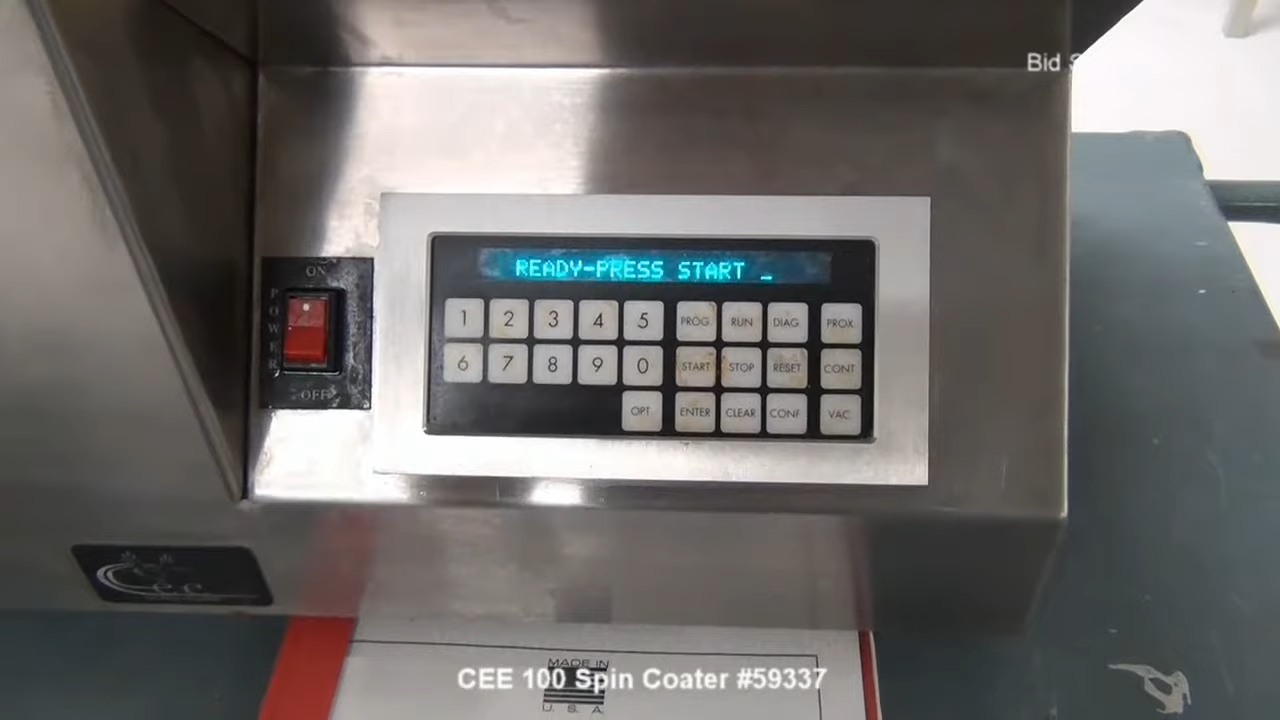 Bid
ON
POWER
OFF
READY-PRESS START _
1 2 3 4 5 PROG RUN DIAG PROX
6 7 8 9 0 START STOP RESET CONT
OPT ENTER CLEAR CONF VAC
cee
MADE IN
U. S. A.
CEE 100 Spin Coater #59337